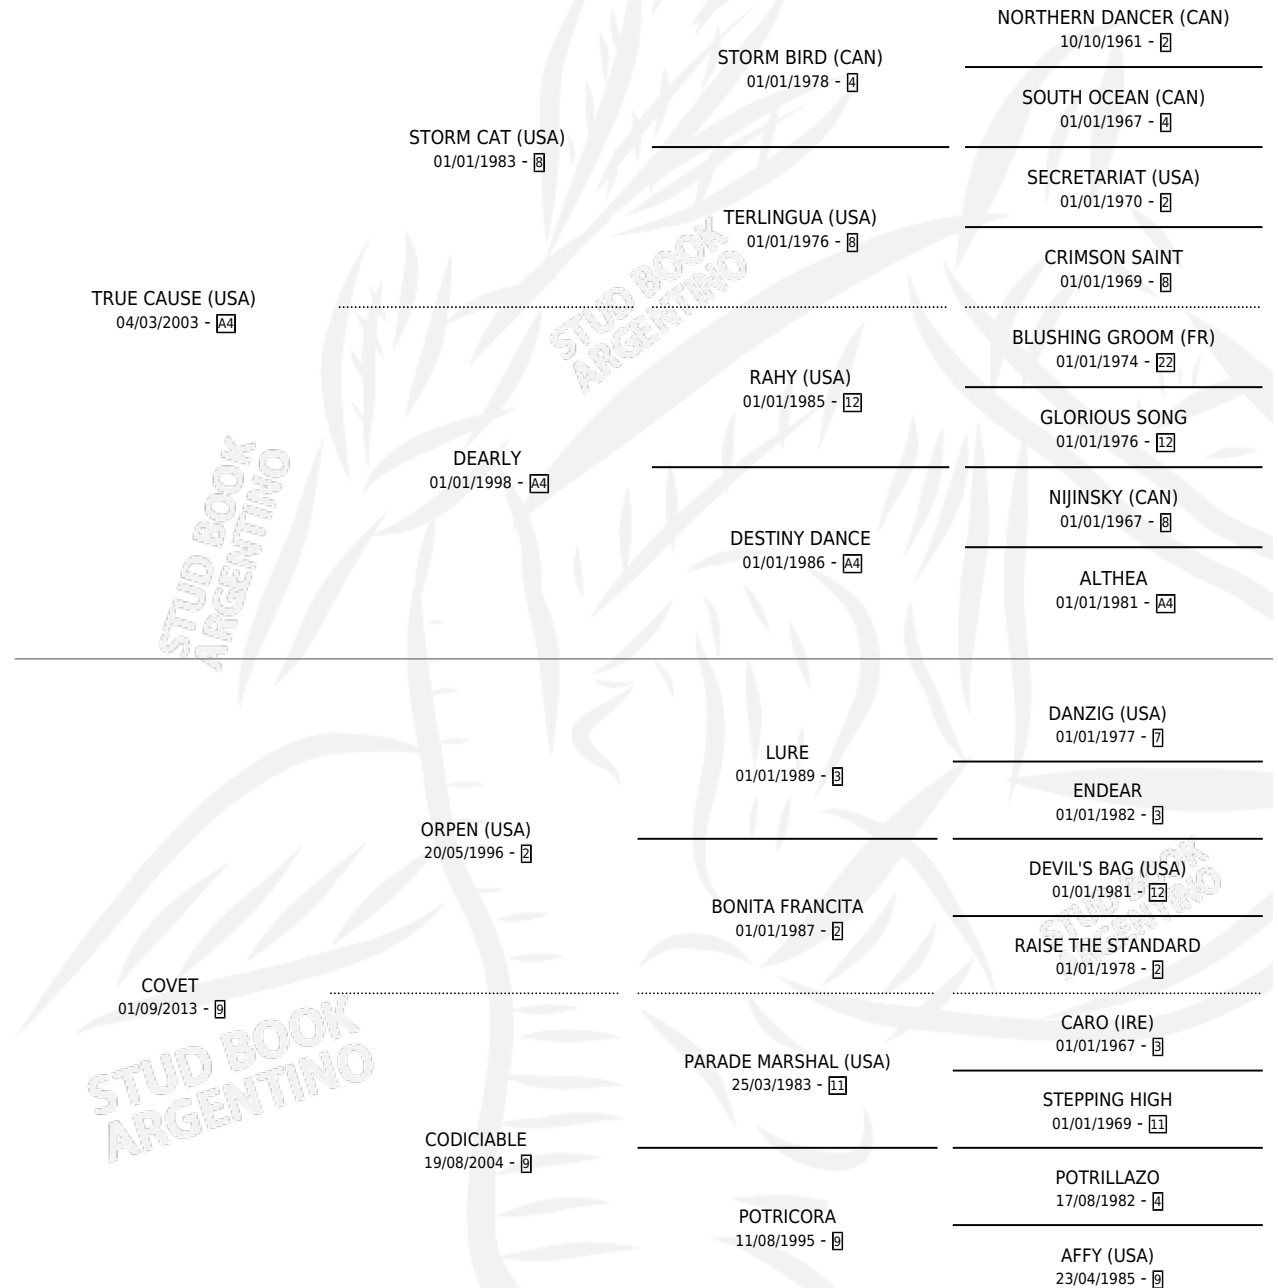 NORTHERN DANCER (CAN)
10/10/1961 - 2
STORM BIRD (CAN)
01/01/1978 - 4
SOUTH OCEAN (CAN)
01/01/1967 - 4
STORM CAT (USA)
01/01/1983 - 8
SECRETARIAT (USA)
01/01/1970 - 2
TERLINGUA (USA)
01/01/1976 - 8
CRIMSON SAINT
01/01/1969 - 8
TRUE CAUSE (USA)
04/03/2003 - A4
BLUSHING GROOM (FR)
01/01/1974 - 22
RAHY (USA)
01/01/1985 - 12
GLORIOUS SONG
01/01/1976 - 12
DEARLY
01/01/1998 - A4
NIJINSKY (CAN)
01/01/1967 - 8
DESTINY DANCE
01/01/1986 - A4
ALTHEA
01/01/1981 - A4
DANZIG (USA)
01/01/1977 - 7
LURE
01/01/1989 - 3
ENDEAR
01/01/1982 - 3
ORPEN (USA)
20/05/1996 - 2
DEVIL'S BAG (USA)
01/01/1981 - 12
BONITA FRANCITA
01/01/1987 - 2
RAISE THE STANDARD
01/01/1978 - 2
COVET
01/09/2013 - 9
CARO (IRE)
01/01/1967 - 3
PARADE MARSHAL (USA)
25/03/1983 - 11
STEPPING HIGH
01/01/1969 - 11
CODICIABLE
19/08/2004 - 9
POTRILLAZO
17/08/1982 - 4
POTRICORA
11/08/1995 - 9
AFFY (USA)
23/04/1985 - 9
STUD BOOK
ARGENTINO
STUD BOOK
ARGENTINO
STUD BOOK
ARGENTINO
STUD BOOK
ARGENTINO